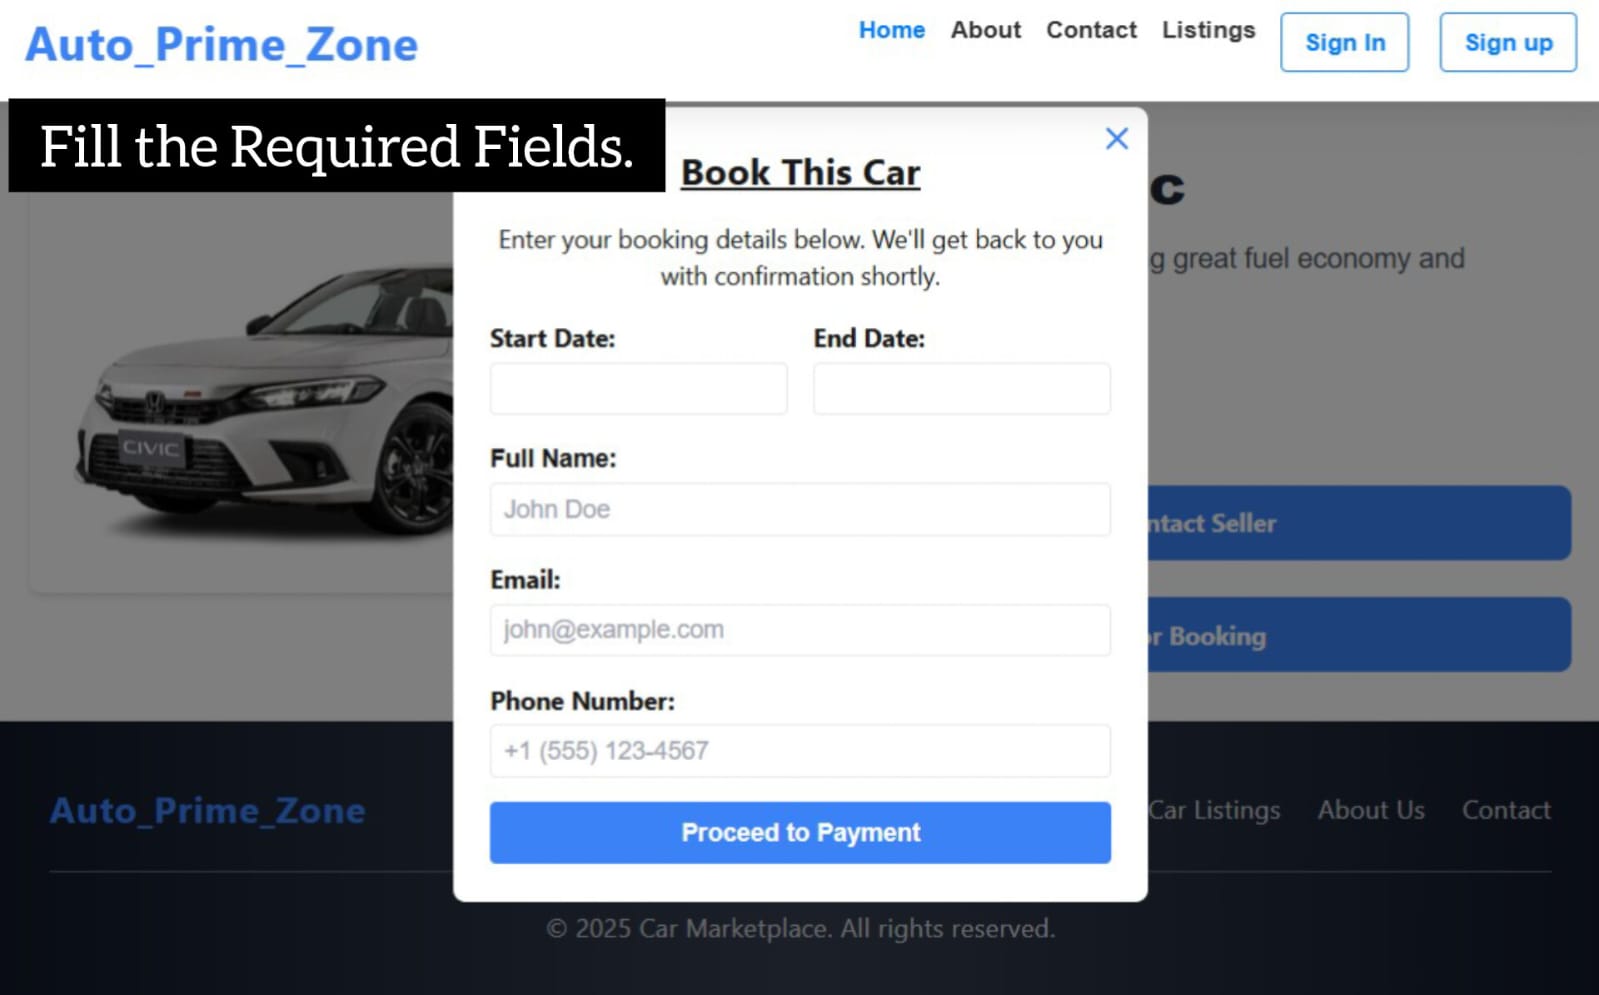 Auto_Prime_Zone
Home About Contact Listings Sign In Sign up
Fill the Required Fields.
Book This Car
Enter your booking details below. We'll get back to you
with confirmation shortly.
g great fuel economy and
Start Date: End Date:
CIVIC
Full Name:
John Doe
Contact Seller
Email:
john@example.com
Booking
Phone Number:
+1 (555) 123-4567
Proceed to Payment
Auto_Prime_Zone
Car Listings About Us Contact
© 2025 Car Marketplace. All rights reserved.